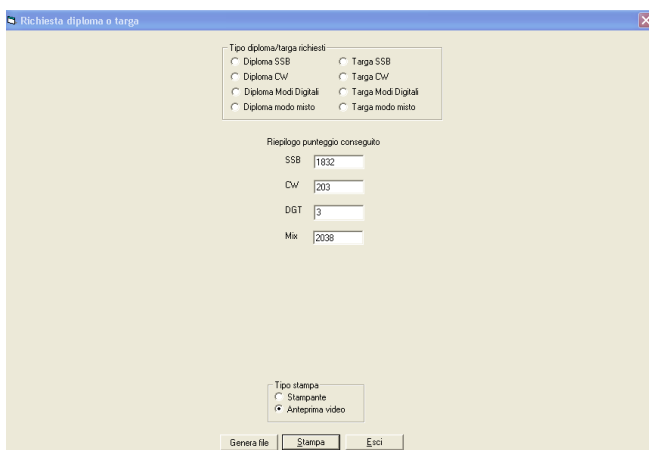 Richiesta diploma o targa
Tipo diploma/targa richiesti
Diploma SSB Targa SSB
Diploma CW Targa CW
Diploma Modi Digitali Targa Modi Digitali
Diploma modo misto Targa modo misto
Riepilogo punteggio conseguito
SSB 1832
CW 203
DGT 3
Mix 2038
Tipo stampa
Stampante
Anteprima video
Genera file Stampa Esci